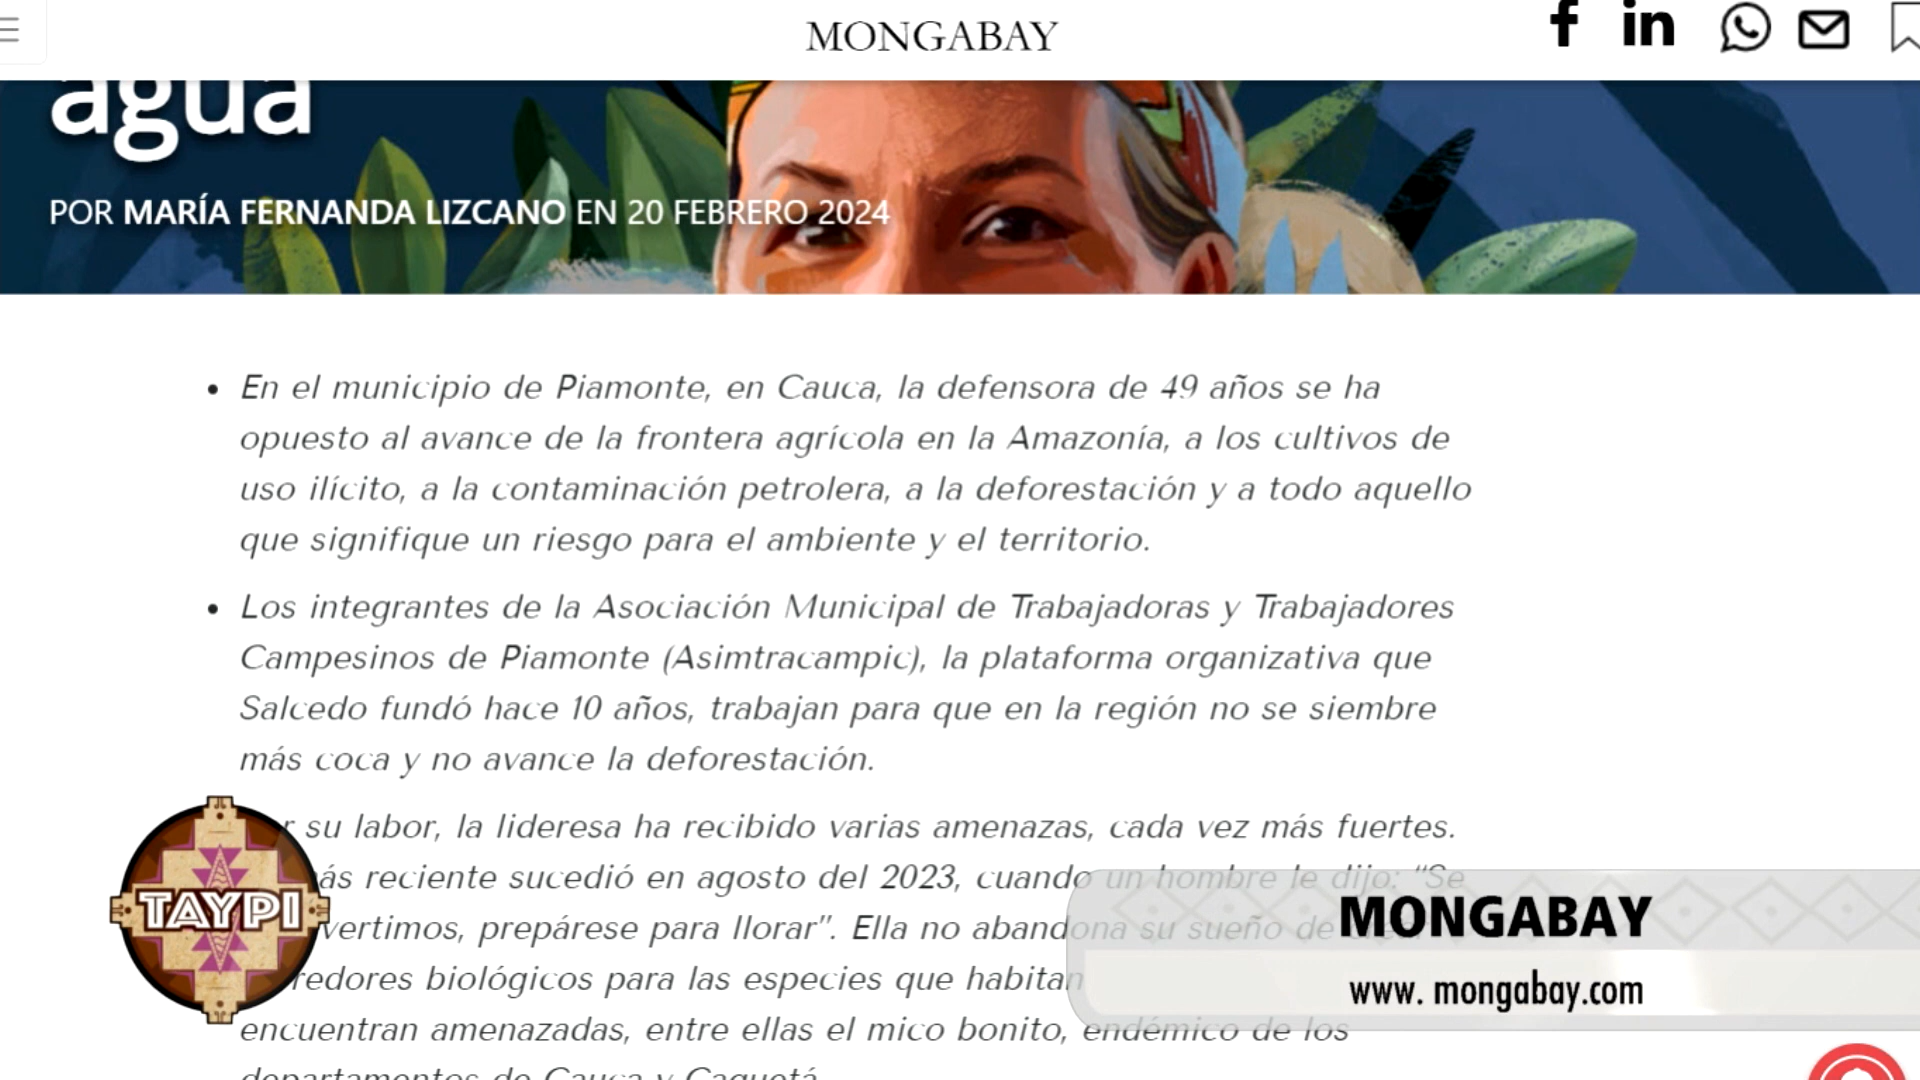 MONGABAY
agua
POR MARÍA FERNANDA LIZCANO EN 20 FEBRERO 2024
En el municipio de Piamonte, en Cauca, la defensora de 49 años se ha
opuesto al avance de la frontera agrícola en la Amazonía, a los cultivos de
uso ilícito, a la contaminación petrolera, a la deforestación y a todo aquello
que signifique un riesgo para el ambiente y el territorio.
Los integrantes de la Asociación Municipal de Trabajadoras y Trabajadores
Campesinos de Piamonte (Asimtracampic), la plataforma organizativa que
Salcedo fundó hace 10 años, trabajan para que en la región no se siembre
más coca y no avance la deforestación.
su labor, la lideresa ha recibido varias amenazas, cada vez más fuertes.
reciente sucedió en agosto del 2023, cuando un hombre le dijo: “Se
prepárese para llorar”. Ella no abandona su sueño de
biológicos para las especies que habitan
encuentran amenazadas, entre ellas el mico bonito, endémico de los
departamentos de Cauca y Caquetá.
TAYPI
MONGABAY
www. mongabay.com